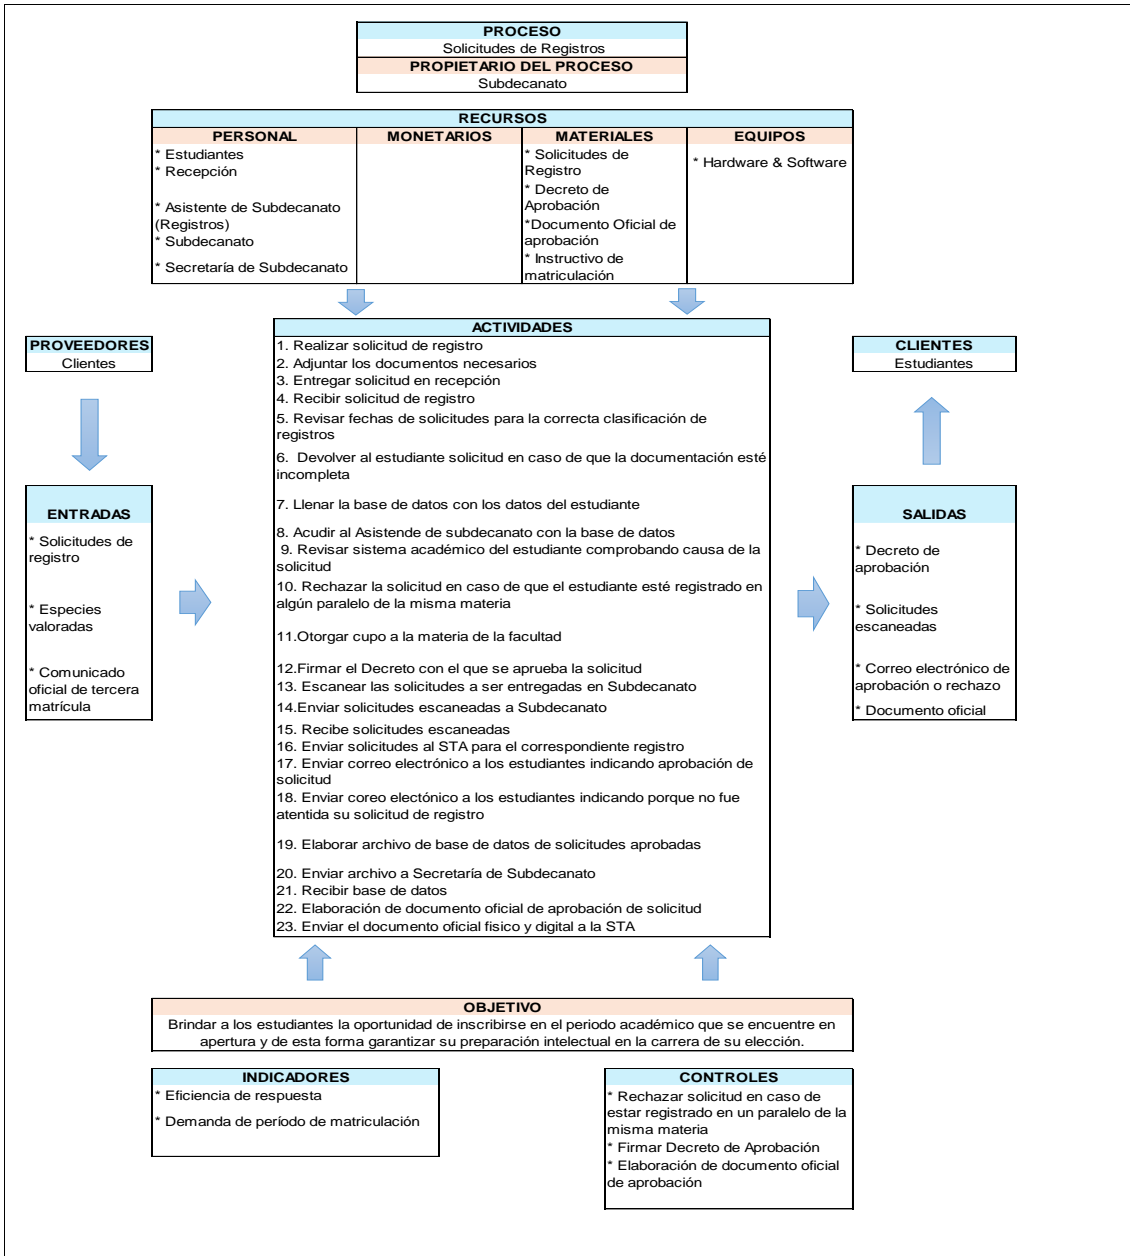 PROCESO
Solicitudes de Registros
PROPIETARIO DEL PROCESO
Subdecanato
RECURSOS
PERSONAL
* Estudiantes
* Recepción
* Asistente de Subdecanato
(Registros)
* Subdecanato
* Secretaría de Subdecanato
MONETARIOS
MATERIALES
* Solicitudes de
Registro
* Decreto de
Aprobación
*Documento Oficial de
aprobación
* Instructivo de
matriculación
EQUIPOS
* Hardware & Software
PROVEEDORES
Clientes
ENTRADAS
* Solicitudes de
registro
* Especies
valoradas
* Comunicado
oficial de tercera
matrícula
ACTIVIDADES
1. Realizar solicitud de registro
2. Adjuntar los documentos necesarios
3. Entregar solicitud en recepción
4. Recibir solicitud de registro
5. Revisar fechas de solicitudes para la correcta clasificación de
registros
6. Devolver al estudiante solicitud en caso de que la documentación esté
incompleta
7. Llenar la base de datos con los datos del estudiante
8. Acudir al Asistende de subdecanato con la base de datos
9. Revisar sistema académico del estudiante comprobando causa de la
solicitud
10. Rechazar la solicitud en caso de que el estudiante esté registrado en
algún paralelo de la misma materia
11.Otorgar cupo a la materia de la facultad
12.Firmar el Decreto con el que se aprueba la solicitud
13. Escanear las solicitudes a ser entregadas en Subdecanato
14.Enviar solicitudes escaneadas a Subdecanato
15. Recibe solicitudes escaneadas
16. Enviar solicitudes al STA para el correspondiente registro
17. Enviar correo electrónico a los estudiantes indicando aprobación de
solicitud
18. Enviar coreo electónico a los estudiantes indicando porque no fue
atentida su solicitud de registro
19. Elaborar archivo de base de datos de solicitudes aprobadas
20. Enviar archivo a Secretaría de Subdecanato
21. Recibir base de datos
22. Elaboración de documento oficial de aprobación de solicitud
23. Enviar el documento oficial fisico y digital a la STA
CLIENTES
Estudiantes
SALIDAS
* Decreto de
aprobación
* Solicitudes
escaneadas
* Correo electrónico de
aprobación o rechazo
* Documento oficial
OBJETIVO
Brindar a los estudiantes la oportunidad de inscribirse en el periodo académico que se encuentre en
apertura y de esta forma garantizar su preparación intelectual en la carrera de su elección.
INDICADORES
* Eficiencia de respuesta
* Demanda de período de matriculación
CONTROLES
* Rechazar solicitud en caso de
estar registrado en un paralelo de la
misma materia
* Firmar Decreto de Aprobación
* Elaboración de documento oficial
de aprobación